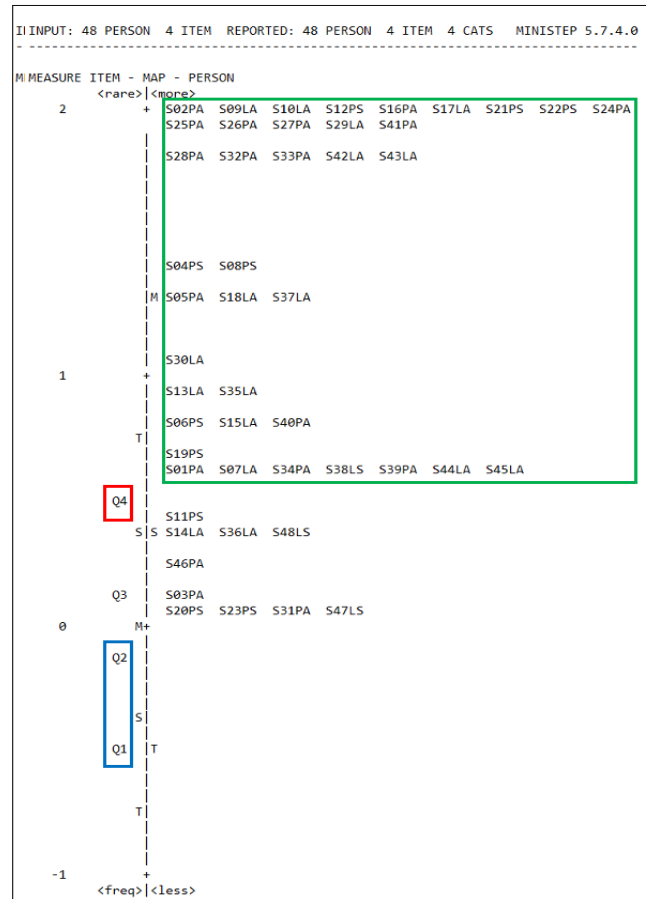 IIINPUT: 48 PERSON 4 ITEM REPORTED: 48 PERSON 4 ITEM 4 CATS MINISTEP 5.7.4.0
- --------------------------------------------------------------------------------
MIMEASURE ITEM - MAP - PERSON
<rare>|<more>
2 + S02PA S09LA S10LA S12PS S16PA S17LA S21PS S22PS S24PA
S25PA S26PA S27PA S29LA S41PA
|
| S28PA S32PA S33PA S42LA S43LA
|
|
|
|
|
|
| S04PS S08PS
|M S05PA S18LA S37LA
|
|
|
| S30LA
1 +
| S13LA S35LA
|
| S06PS S15LA S40PA
T|
| S19PS
| S01PA S07LA S34PA S38LS S39PA S44LA S45LA
|
Q4 |
| S11PS
S|S S14LA S36LA S48LS
|
| S46PA
|
Q3 | S03PA
| S20PS S23PS S31PA S47LS
0 M+
|
Q2 |
|
|
|
S|
|
Q1 |T
|
|
|
T|
|
|
|
-1 +
<freq>|<less>